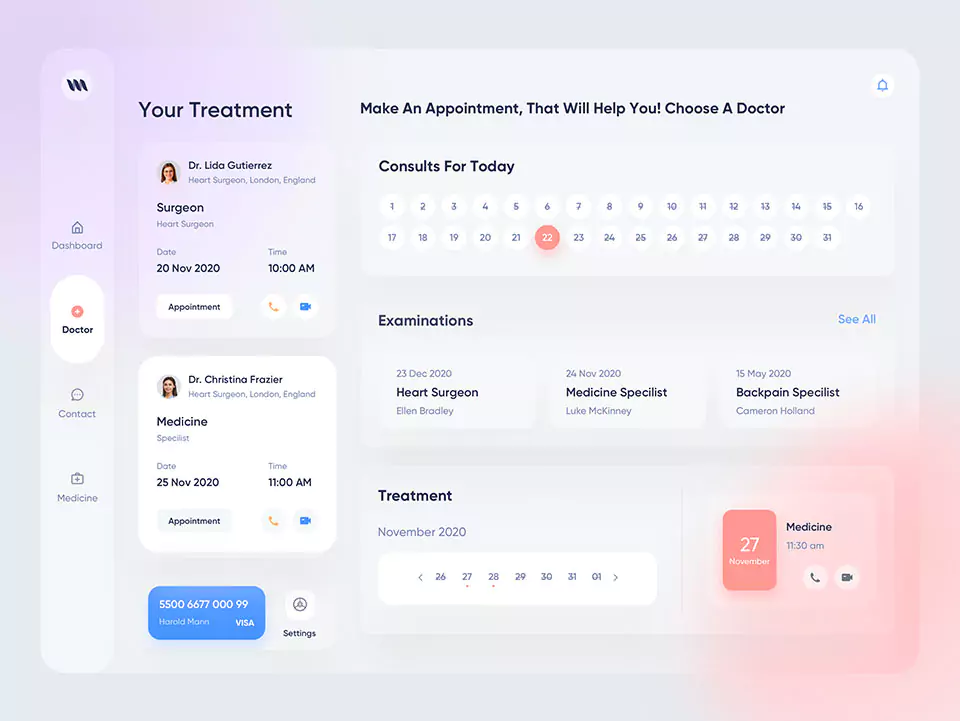 Your Treatment
Make An Appointment, That Will Help You! Choose A Doctor
Dashboard
Doctor
Contact
Medicine
Dr. Lida Gutierrez
Heart Surgeon, London, England
Surgeon
Heart Surgeon
Date
Time
20 Nov 2020
10:00 AM
Appointment
Dr. Christina Frazier
Heart Surgeon, London, England
Medicine
Specilist
Date
Time
25 Nov 2020
11:00 AM
Appointment
5500 6677 000 99
Harold Mann
VISA
Settings
Consults For Today
1 2 3 4 5 6 7 8 9 10 11 12 13 14 15 16
17 18 19 20 21 22 23 24 25 26 27 28 29 30 31
Examinations
See All
23 Dec 2020
Heart Surgeon
Ellen Bradley
24 Nov 2020
Medicine Specilist
Luke McKinney
15 May 2020
Backpain Specilist
Cameron Holland
Treatment
November 2020
26 27 28 29 30 31 01
27
November
Medicine
11:30 am